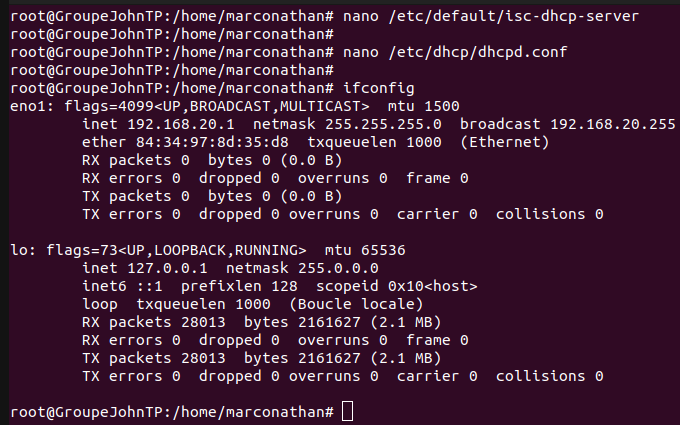 root@GroupeJohnTP:/home/marconathan# nano /etc/default/isc-dhcp-server
root@GroupeJohnTP:/home/marconathan#
root@GroupeJohnTP:/home/marconathan# nano /etc/dhcp/dhcpd.conf
root@GroupeJohnTP:/home/marconathan#
root@GroupeJohnTP:/home/marconathan# ifconfig
eno1: flags=4099<UP,BROADCAST,MULTICAST>  mtu 1500
        inet 192.168.20.1  netmask 255.255.255.0  broadcast 192.168.20.255
        ether 84:34:97:8d:35:d8  txqueuelen 1000  (Ethernet)
        RX packets 0  bytes 0 (0.0 B)
        RX errors 0  dropped 0  overruns 0  frame 0
        TX packets 0  bytes 0 (0.0 B)
        TX errors 0  dropped 0 overruns 0  carrier 0  collisions 0

lo: flags=73<UP,LOOPBACK,RUNNING>  mtu 65536
        inet 127.0.0.1  netmask 255.0.0.0
        inet6 ::1  prefixlen 128  scopeid 0x10<host>
        loop  txqueuelen 1000  (Boucle locale)
        RX packets 28013  bytes 2161627 (2.1 MB)
        RX errors 0  dropped 0  overruns 0  frame 0
        TX packets 28013  bytes 2161627 (2.1 MB)
        TX errors 0  dropped 0 overruns 0  carrier 0  collisions 0

root@GroupeJohnTP:/home/marconathan#